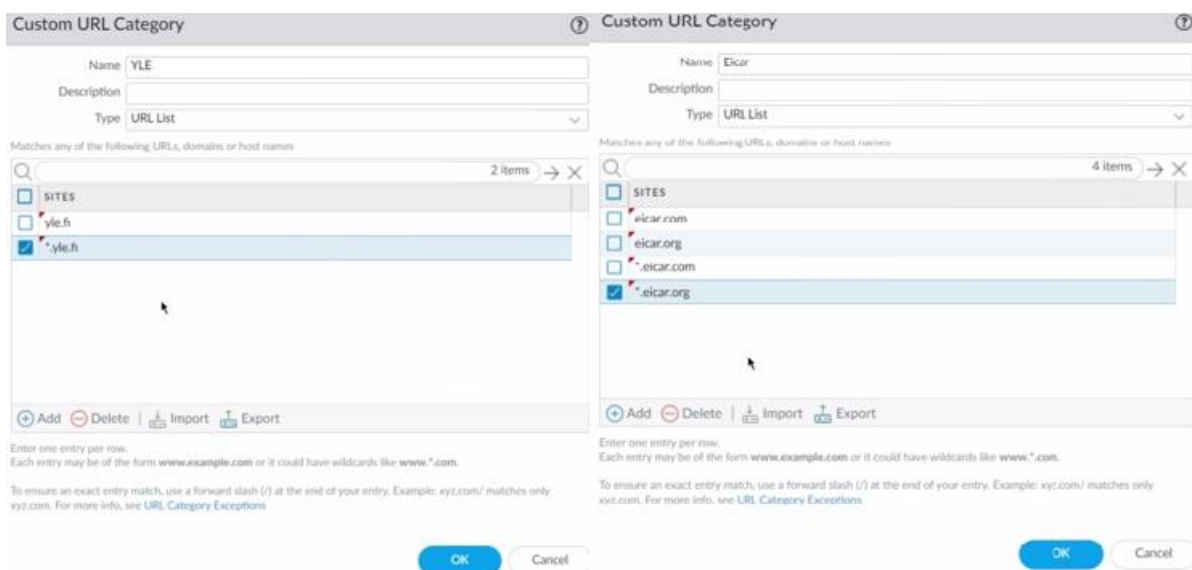 Custom URL Category
Name YLE
Description
Type URL List
Matches any of the following URLs, domains or host names
2 items
SITES
yle.fi
*.yle.fi
Add Delete Import Export
Enter one entry per row.
Each entry may be of the form www.example.com or it could have wildcards like www.*.com.
To ensure an exact entry match, use a forward slash (/) at the end of your entry. Example: xyz.com/ matches only
xyz.com. For more info, see URL Category Exceptions
OK Cancel
Custom URL Category
Name Eicar
Description
Type URL List
Matches any of the following URLs, domains or host names
4 items
SITES
eicar.com
eicar.org
*.eicar.com
*.eicar.org
Add Delete Import Export
Enter one entry per row.
Each entry may be of the form www.example.com or it could have wildcards like www.*.com.
To ensure an exact entry match, use a forward slash (/) at the end of your entry. Example: xyz.com/ matches only
xyz.com. For more info, see URL Category Exceptions
OK Cancel